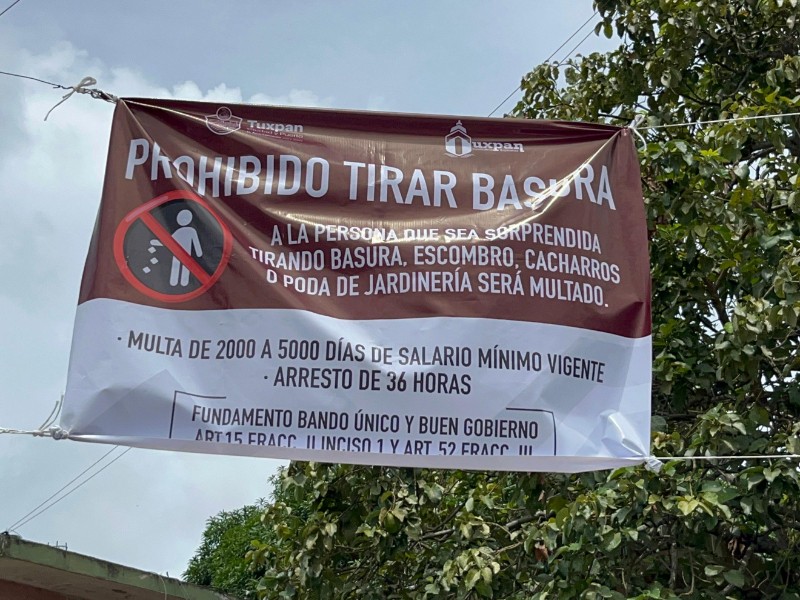 Tuxpan
Tuxpan
PROHIBIDO TIRAR BASURA
A LA PERSONA QUE SEA SORPRENDIDA
TIRANDO BASURA, ESCOMBRO, CACHARROS
O PODA DE JARDINERÍA SERÁ MULTADO.
· MULTA DE 2000 A 5000 DÍAS DE SALARIO MÍNIMO VIGENTE
· ARRESTO DE 36 HORAS
FUNDAMENTO BANDO ÚNICO Y BUEN GOBIERNO
ART.15 FRACC. II INCISO 1 Y ART. 52 FRACC. III